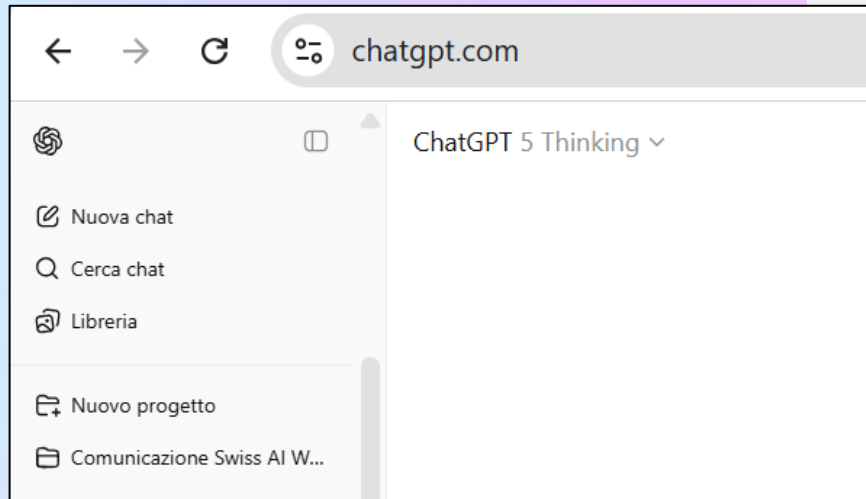 chatgpt.com
ChatGPT 5 Thinking
Nuova chat
Cerca chat
Libreria
Nuovo progetto
Comunicazione Swiss AI W...